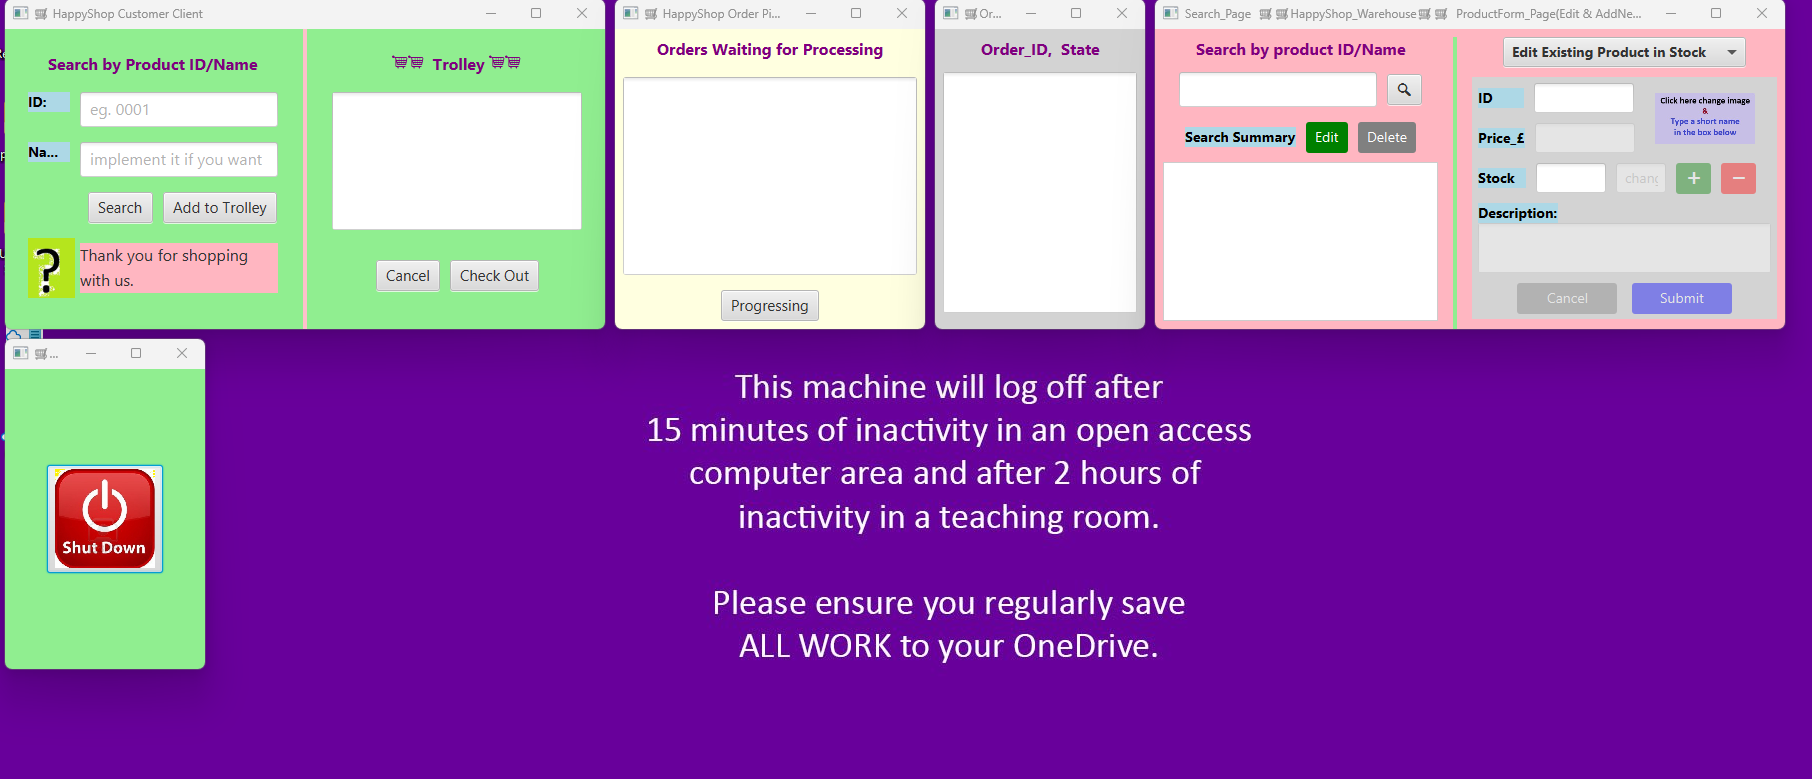 HappyShop Customer Client
Search by Product ID/Name
ID:
eg. 0001
Na...
implement it if you want
Search
Add to Trolley
?
Thank you for shopping
with us.
Trolley
Cancel
Check Out
HappyShop Order Pi...
Orders Waiting for Processing
Progressing
Or...
Order_ID,  State
Search_Page
HappyShop_Warehouse
ProductForm_Page(Edit & AddNe...
Search by product ID/Name
Search Summary
Edit
Delete
Edit Existing Product in Stock
ID
Click here change image
&
Type a short name
in the box below
Price_£
Stock
chang
+
−
Description:
Cancel
Submit
...
Shut Down
This machine will log off after
15 minutes of inactivity in an open access
computer area and after 2 hours of
inactivity in a teaching room.
Please ensure you regularly save
ALL WORK to your OneDrive.